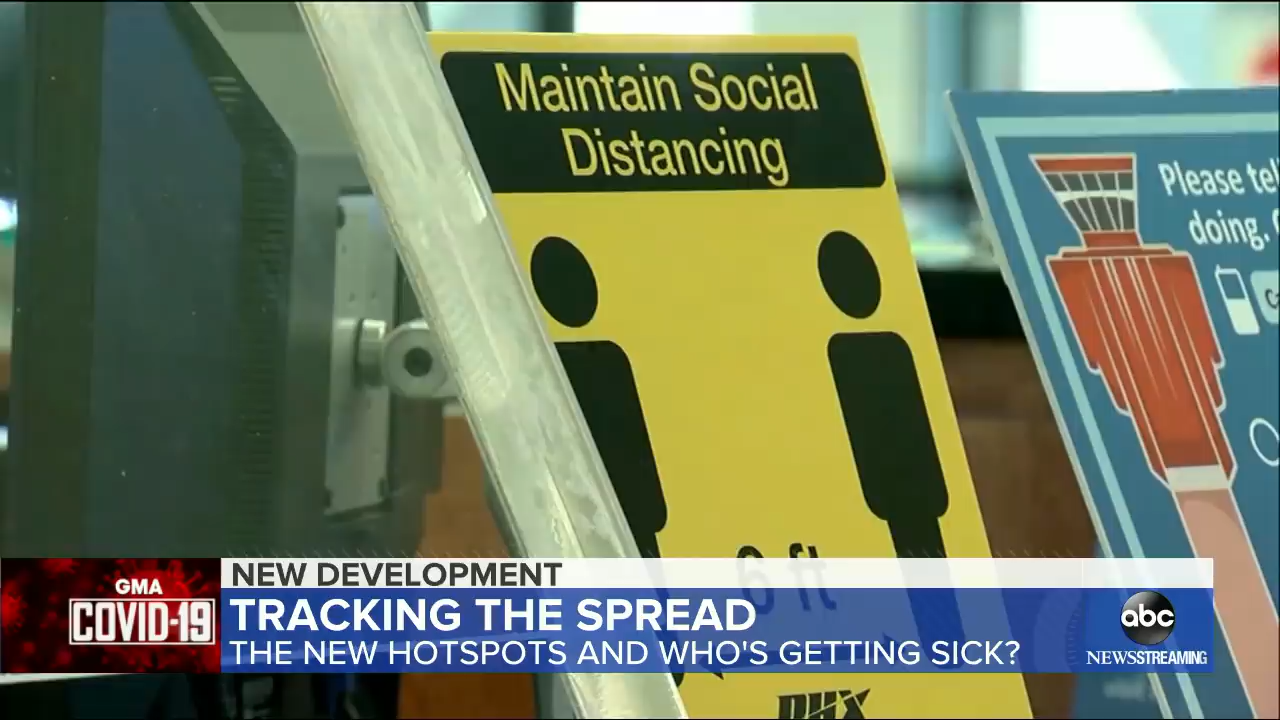 Maintain Social
Distancing
6 ft
PHX
Please tel
doing.
GMA
COVID-19
NEW DEVELOPMENT
TRACKING THE SPREAD
THE NEW HOTSPOTS AND WHO'S GETTING SICK?
abc
NEWSSTREAMING